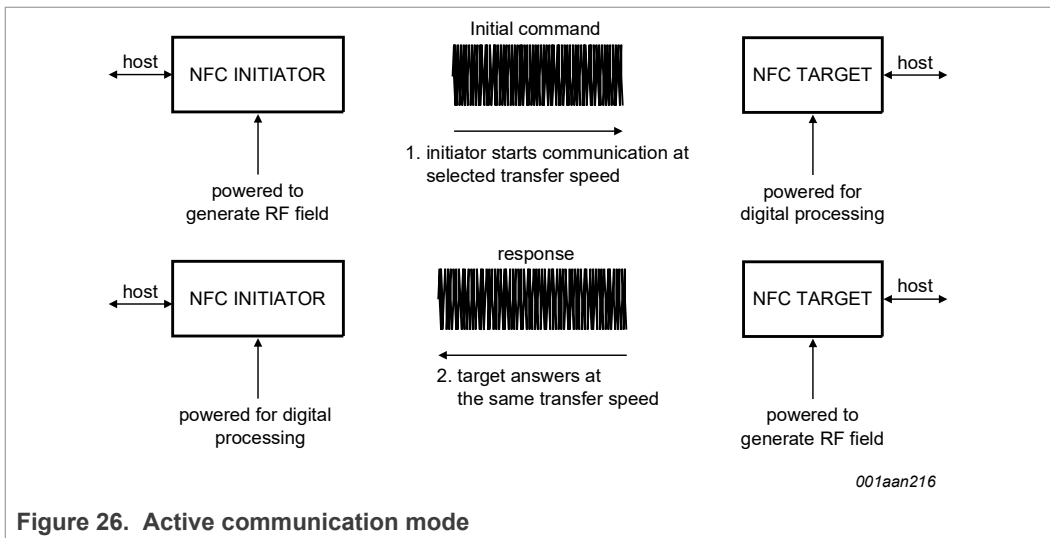 Initial command
host
NFC INITIATOR
NFC TARGET
host
1. initiator starts communication at
selected transfer speed
powered to
generate RF field
powered for
digital processing
response
host
NFC INITIATOR
NFC TARGET
host
2. target answers at
the same transfer speed
powered for digital
processing
powered to
generate RF field
001aan216
Figure 26. Active communication mode